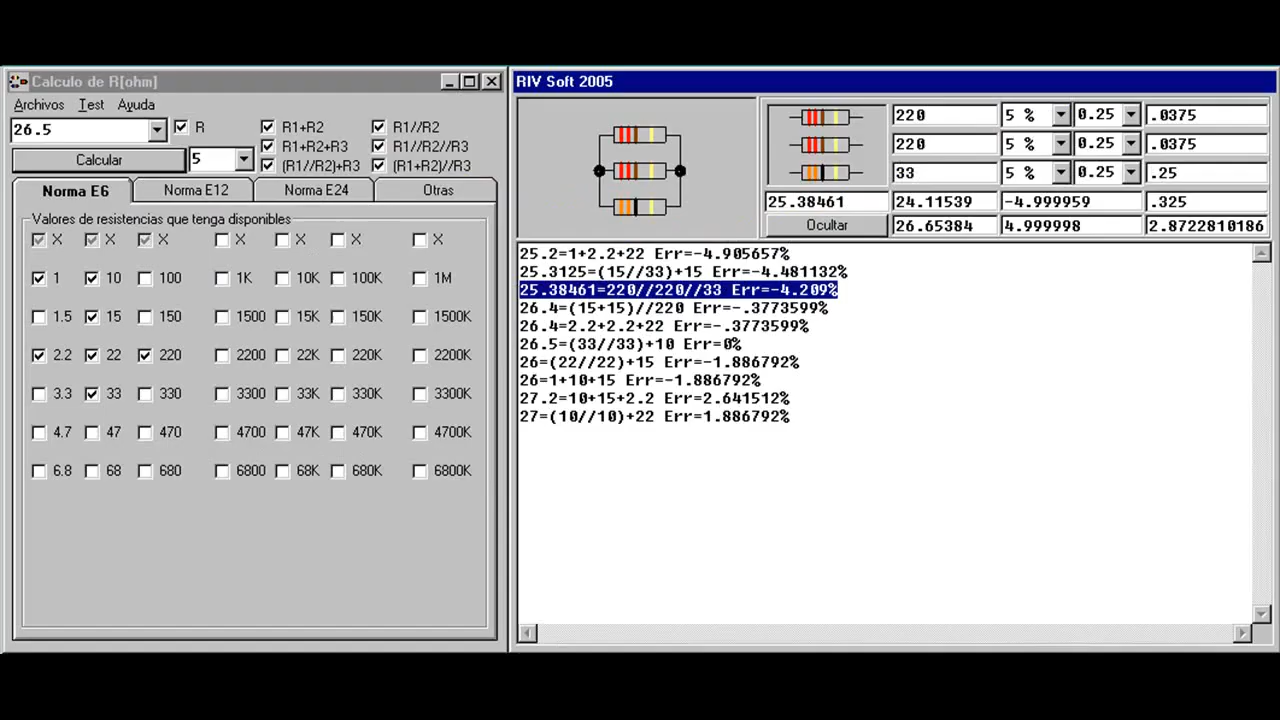 Calculo de R[ohm]
Archivos Test Ayuda
26.5 R R1+R2 R1//R2
R1+R2+R3 R1//R2//R3
Calcular 5 (R1//R2)+R3 (R1+R2)//R3
Norma E6 Norma E12 Norma E24 Otras
Valores de resistencias que tenga disponibles
X X X X X X X
1 10 100 1K 10K 100K 1M
1.5 15 150 1500 15K 150K 1500K
2.2 22 220 2200 22K 220K 2200K
3.3 33 330 3300 33K 330K 3300K
4.7 47 470 4700 47K 470K 4700K
6.8 68 680 6800 68K 680K 6800K
RIV Soft 2005
220 5 % 0.25 .0375
220 5 % 0.25 .0375
33 5 % 0.25 .25
25.38461 24.11539 -4.999959 .325
Ocultar 26.65384 4.999998 2.8722810186
25.2=1+2.2+22 Err=-4.905657%
25.3125=(15//33)+15 Err=-4.481132%
25.38461=220//220//33 Err=-4.209%
26.4=(15+15)//220 Err=-.3773599%
26.4=2.2+2.2+22 Err=-.3773599%
26.5=(33//33)+10 Err=0%
26=(22//22)+15 Err=-1.886792%
26=1+10+15 Err=-1.886792%
27.2=10+15+2.2 Err=2.641512%
27=(10//10)+22 Err=1.886792%